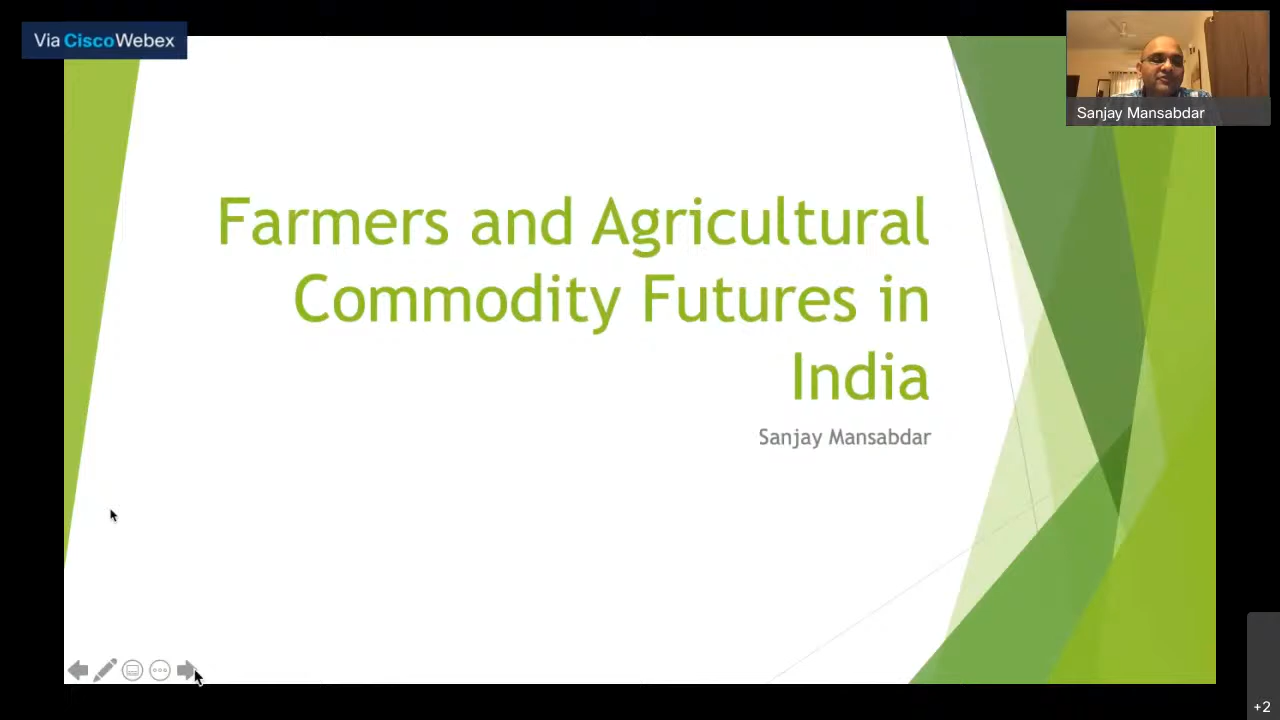 Via CiscoWebex
Sanjay Mansabdar
Farmers and Agricultural
Commodity Futures in
India
Sanjay Mansabdar
+2